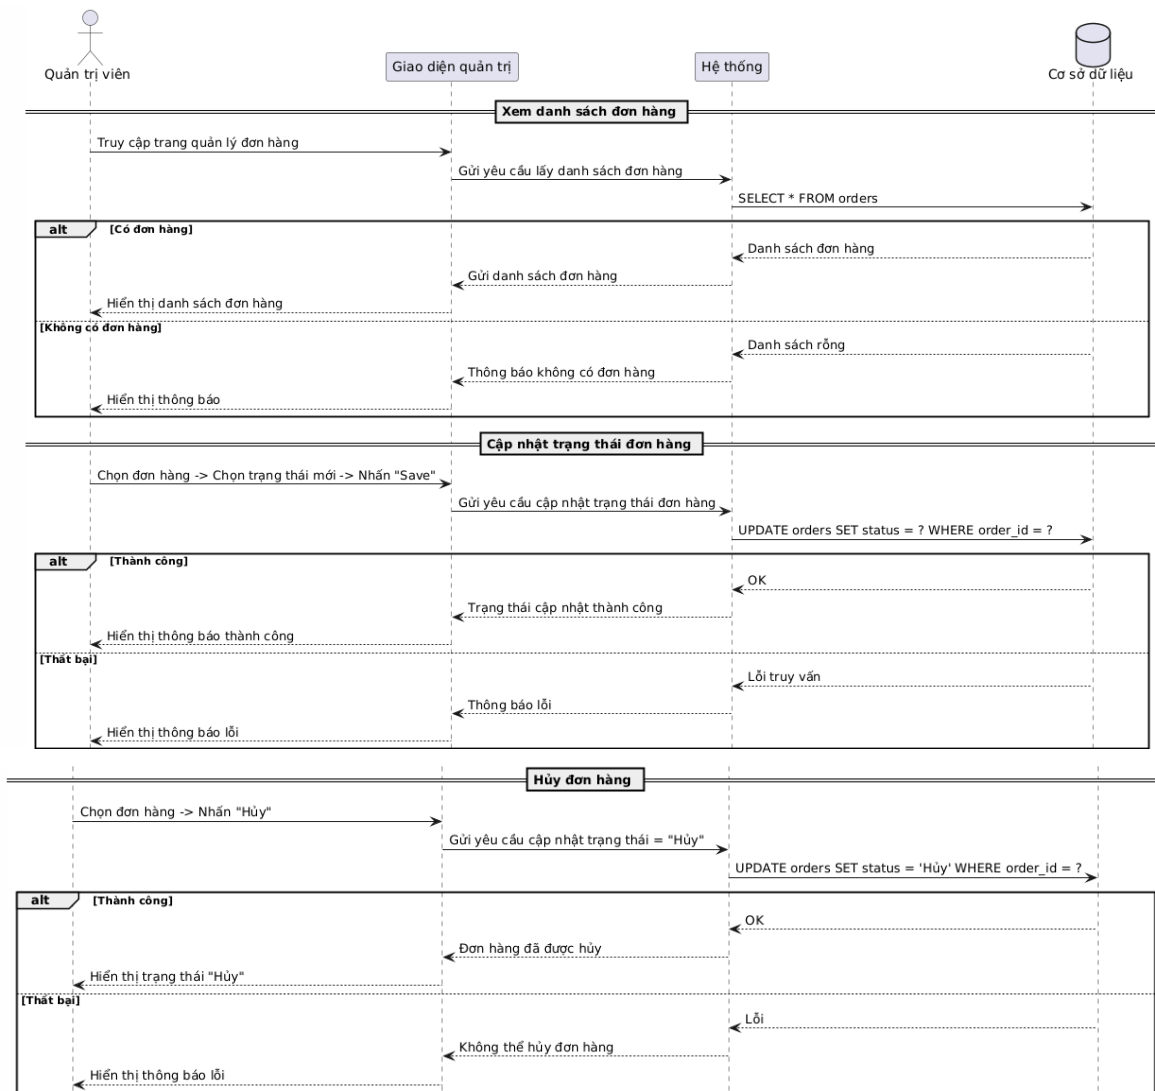 Quản trị viên
Giao diện quản trị
Hệ thống
Cơ sở dữ liệu
Xem danh sách đơn hàng
Truy cập trang quản lý đơn hàng
Gửi yêu cầu lấy danh sách đơn hàng
SELECT * FROM orders
alt [Có đơn hàng]
Danh sách đơn hàng
Gửi danh sách đơn hàng
Hiển thị danh sách đơn hàng
[Không có đơn hàng]
Danh sách rỗng
Thông báo không có đơn hàng
Hiển thị thông báo
Cập nhật trạng thái đơn hàng
Chọn đơn hàng -> Chọn trạng thái mới -> Nhấn "Save"
Gửi yêu cầu cập nhật trạng thái đơn hàng
UPDATE orders SET status = ? WHERE order_id = ?
alt [Thành công]
OK
Trạng thái cập nhật thành công
Hiển thị thông báo thành công
[Thất bại]
Lỗi truy vấn
Thông báo lỗi
Hiển thị thông báo lỗi
Hủy đơn hàng
Chọn đơn hàng -> Nhấn "Hủy"
Gửi yêu cầu cập nhật trạng thái = "Hủy"
UPDATE orders SET status = 'Hủy' WHERE order_id = ?
alt [Thành công]
OK
Đơn hàng đã được hủy
Hiển thị trạng thái "Hủy"
[Thất bại]
Lỗi
Không thể hủy đơn hàng
Hiển thị thông báo lỗi